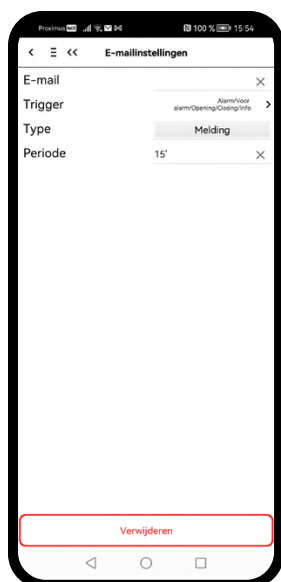 Proximus 100 % 15:54
E-mailinstellingen
E-mail
Trigger Alarm/Voor
alarm/Opening/Closing/Info
Type Melding
Periode 15'
Verwijderen